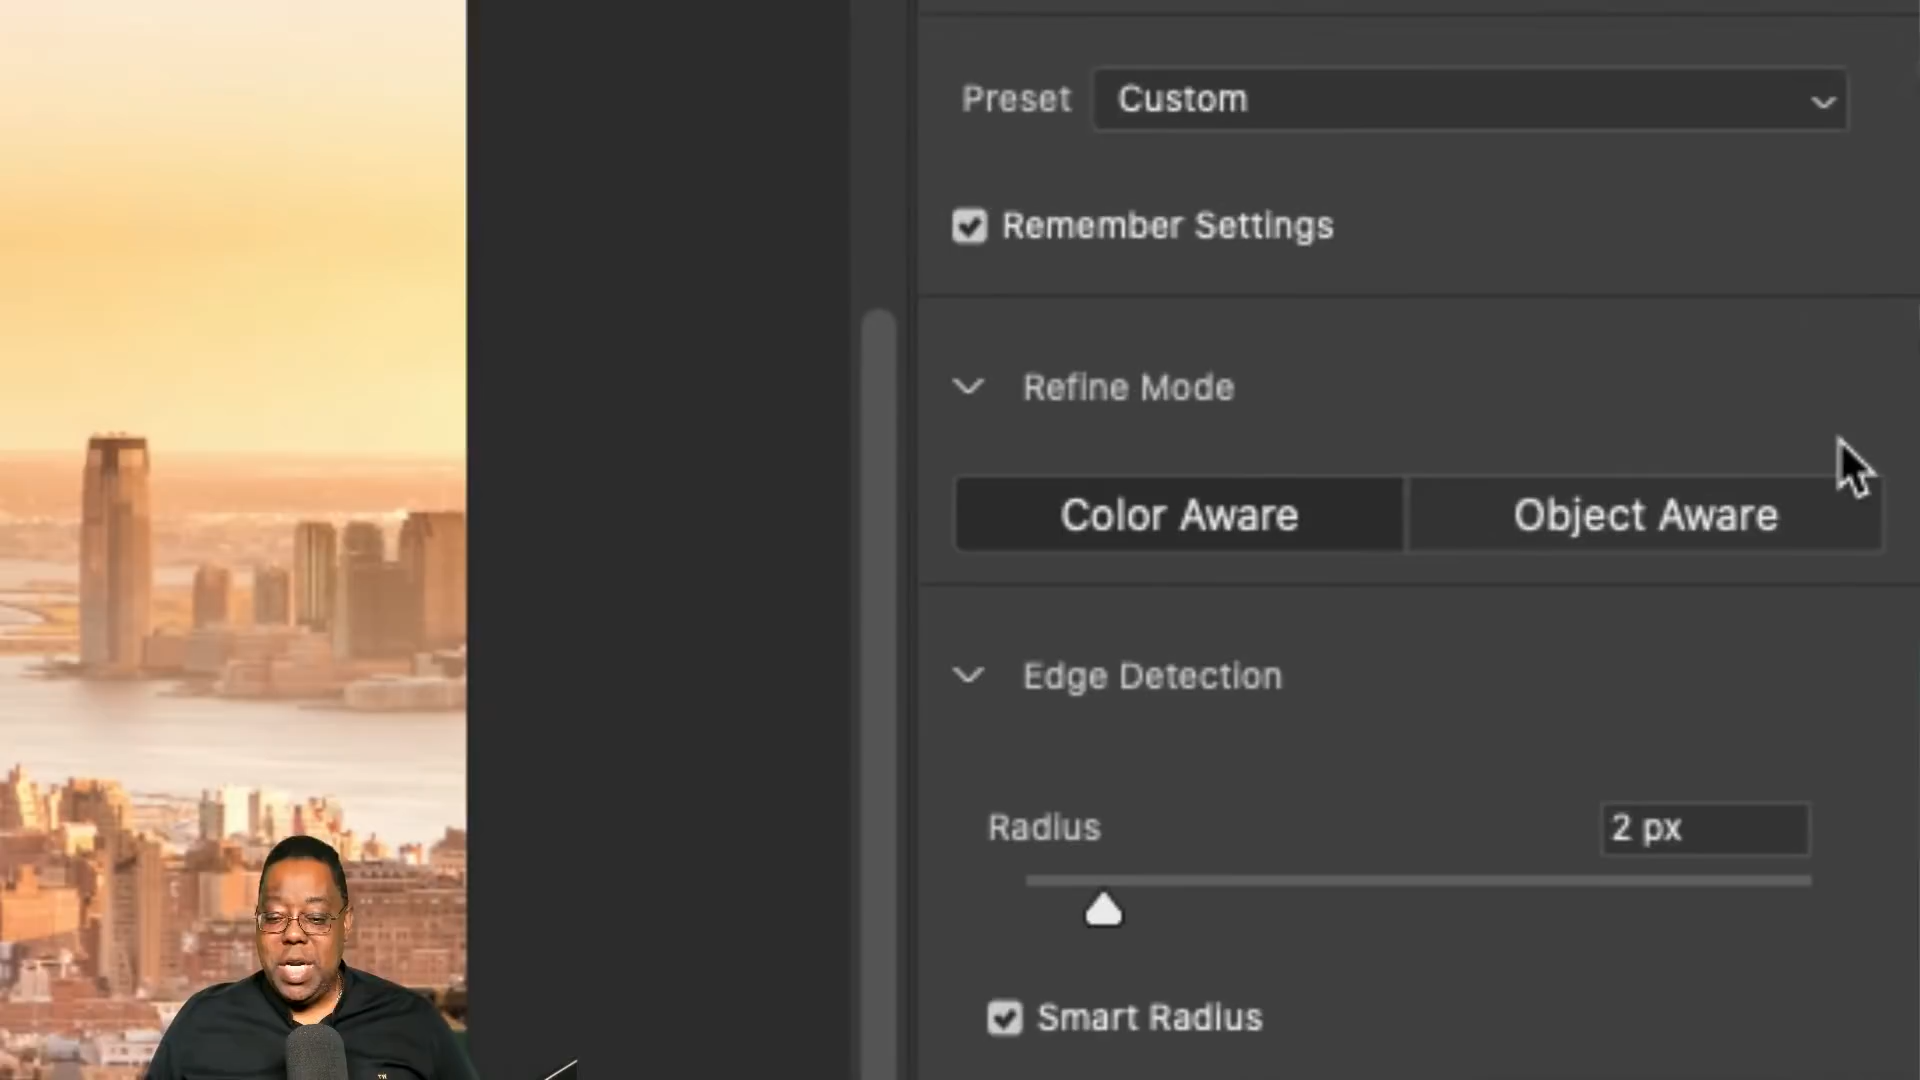 Preset Custom
Remember Settings
Refine Mode
Color Aware Object Aware
Edge Detection
Radius 2 px
Smart Radius